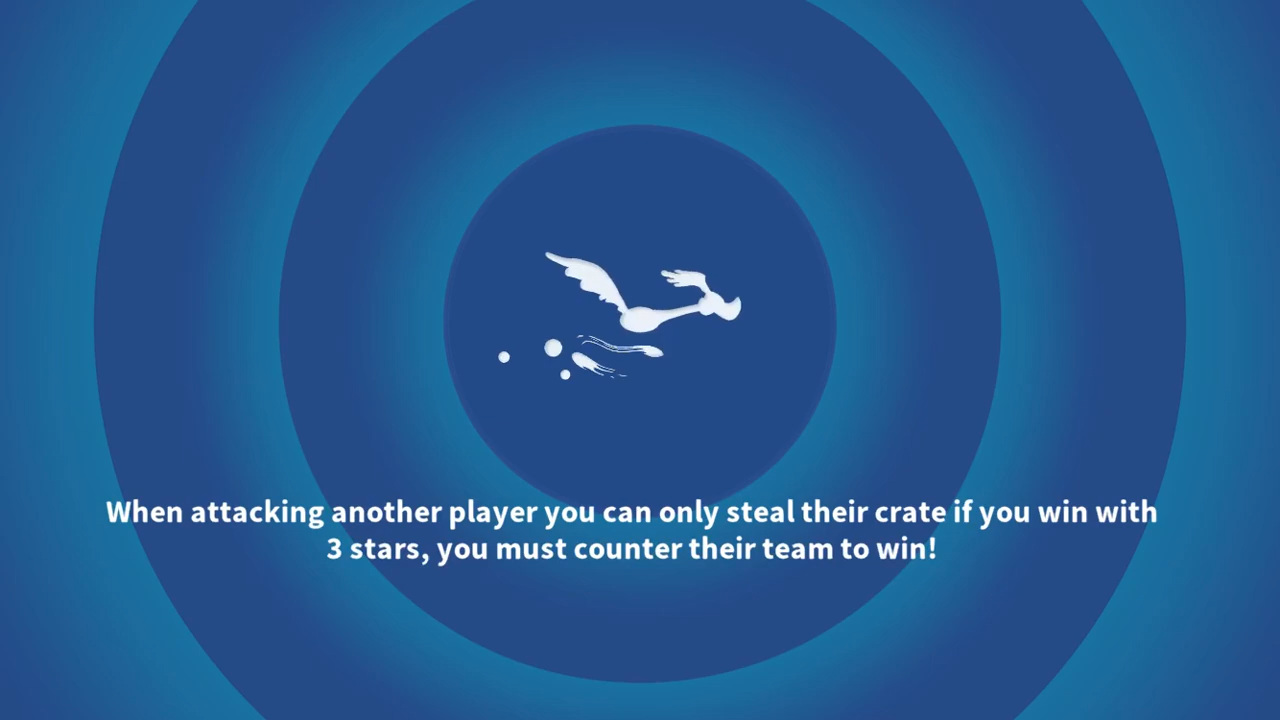 When attacking another player you can only steal their crate if you win with
3 stars, you must counter their team to win!